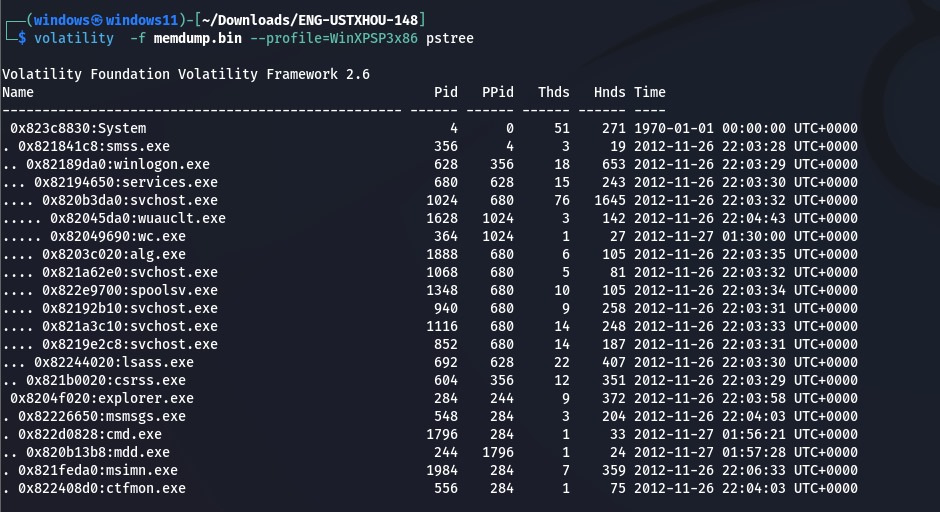 ┌──(windows㉿windows11)-[~/Downloads/ENG-USTXHOU-148]
└─$ volatility  -f memdump.bin --profile=WinXPSP3x86 pstree
Volatility Foundation Volatility Framework 2.6
Name                                                  Pid   PPid   Thds   Hnds Time
-------------------------------------------------- ------ ------ ------ ------ ----
 0x823c8830:System                                      4      0     51    271 1970-01-01 00:00:00 UTC+0000
. 0x821841c8:smss.exe                                 356      4      3     19 2012-11-26 22:03:28 UTC+0000
.. 0x82189da0:winlogon.exe                            628    356     18    653 2012-11-26 22:03:29 UTC+0000
... 0x82194650:services.exe                           680    628     15    243 2012-11-26 22:03:30 UTC+0000
.... 0x820b3da0:svchost.exe                          1024    680     76   1645 2012-11-26 22:03:32 UTC+0000
..... 0x82045da0:wuauclt.exe                         1628   1024      3    142 2012-11-26 22:04:43 UTC+0000
..... 0x82049690:wc.exe                               364   1024      1     27 2012-11-27 01:30:00 UTC+0000
.... 0x8203c020:alg.exe                              1888    680      6    105 2012-11-26 22:03:35 UTC+0000
.... 0x821a62e0:svchost.exe                          1068    680      5     81 2012-11-26 22:03:32 UTC+0000
.... 0x822e9700:spoolsv.exe                          1348    680     10    105 2012-11-26 22:03:34 UTC+0000
.... 0x82192b10:svchost.exe                           940    680      9    258 2012-11-26 22:03:31 UTC+0000
.... 0x821a3c10:svchost.exe                          1116    680     14    248 2012-11-26 22:03:33 UTC+0000
.... 0x8219e2c8:svchost.exe                           852    680     14    187 2012-11-26 22:03:31 UTC+0000
... 0x82244020:lsass.exe                              692    628     22    407 2012-11-26 22:03:30 UTC+0000
.. 0x821b0020:csrss.exe                               604    356     12    351 2012-11-26 22:03:29 UTC+0000
 0x8204f020:explorer.exe                              284    244      9    372 2012-11-26 22:03:58 UTC+0000
. 0x82226650:msmsgs.exe                               548    284      3    204 2012-11-26 22:04:03 UTC+0000
. 0x822d0828:cmd.exe                                 1796    284      1     33 2012-11-27 01:56:21 UTC+0000
.. 0x820b13b8:mdd.exe                                 244   1796      1     24 2012-11-27 01:57:28 UTC+0000
. 0x821feda0:msimn.exe                               1984    284      7    359 2012-11-26 22:06:33 UTC+0000
. 0x822408d0:ctfmon.exe                               556    284      1     75 2012-11-26 22:04:03 UTC+0000